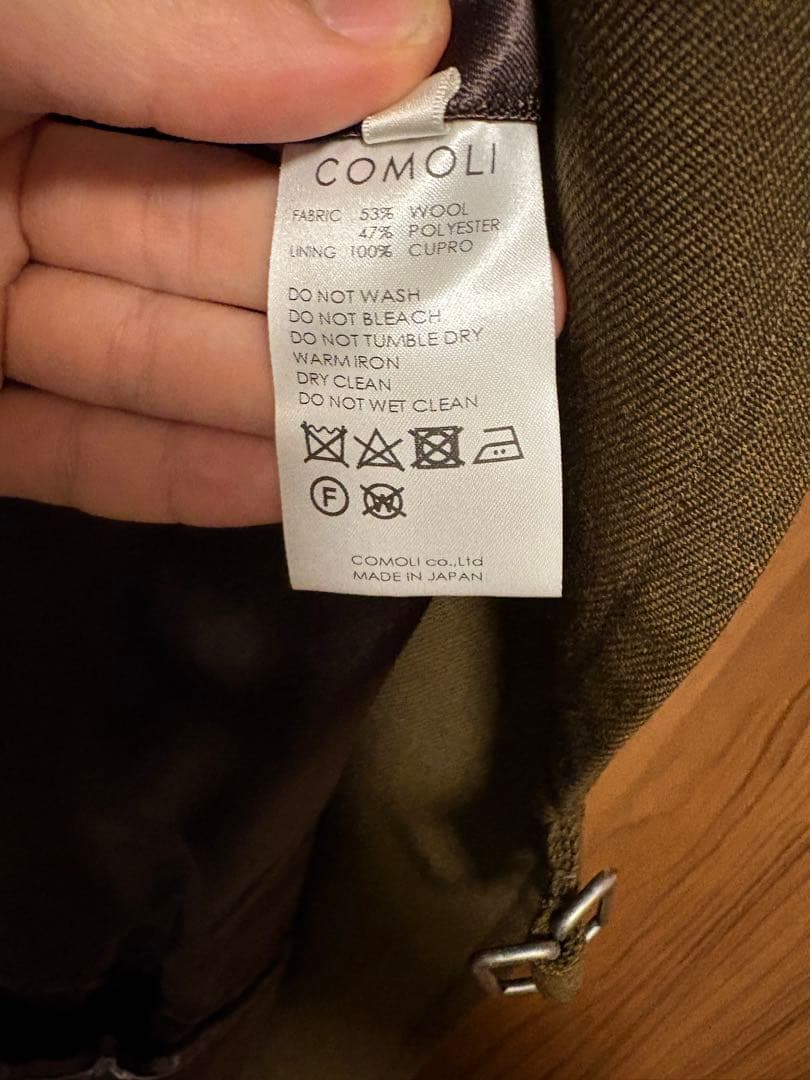 COMOLI
FABRIC 53% WOOL
47% POLYESTER
LINING 100% CUPRO
DO NOT WASH
DO NOT BLEACH
DO NOT TUMBLE DRY
WARM IRON
DRY CLEAN
DO NOT WET CLEAN
F W
COMOLI co.,Ltd
MADE IN JAPAN